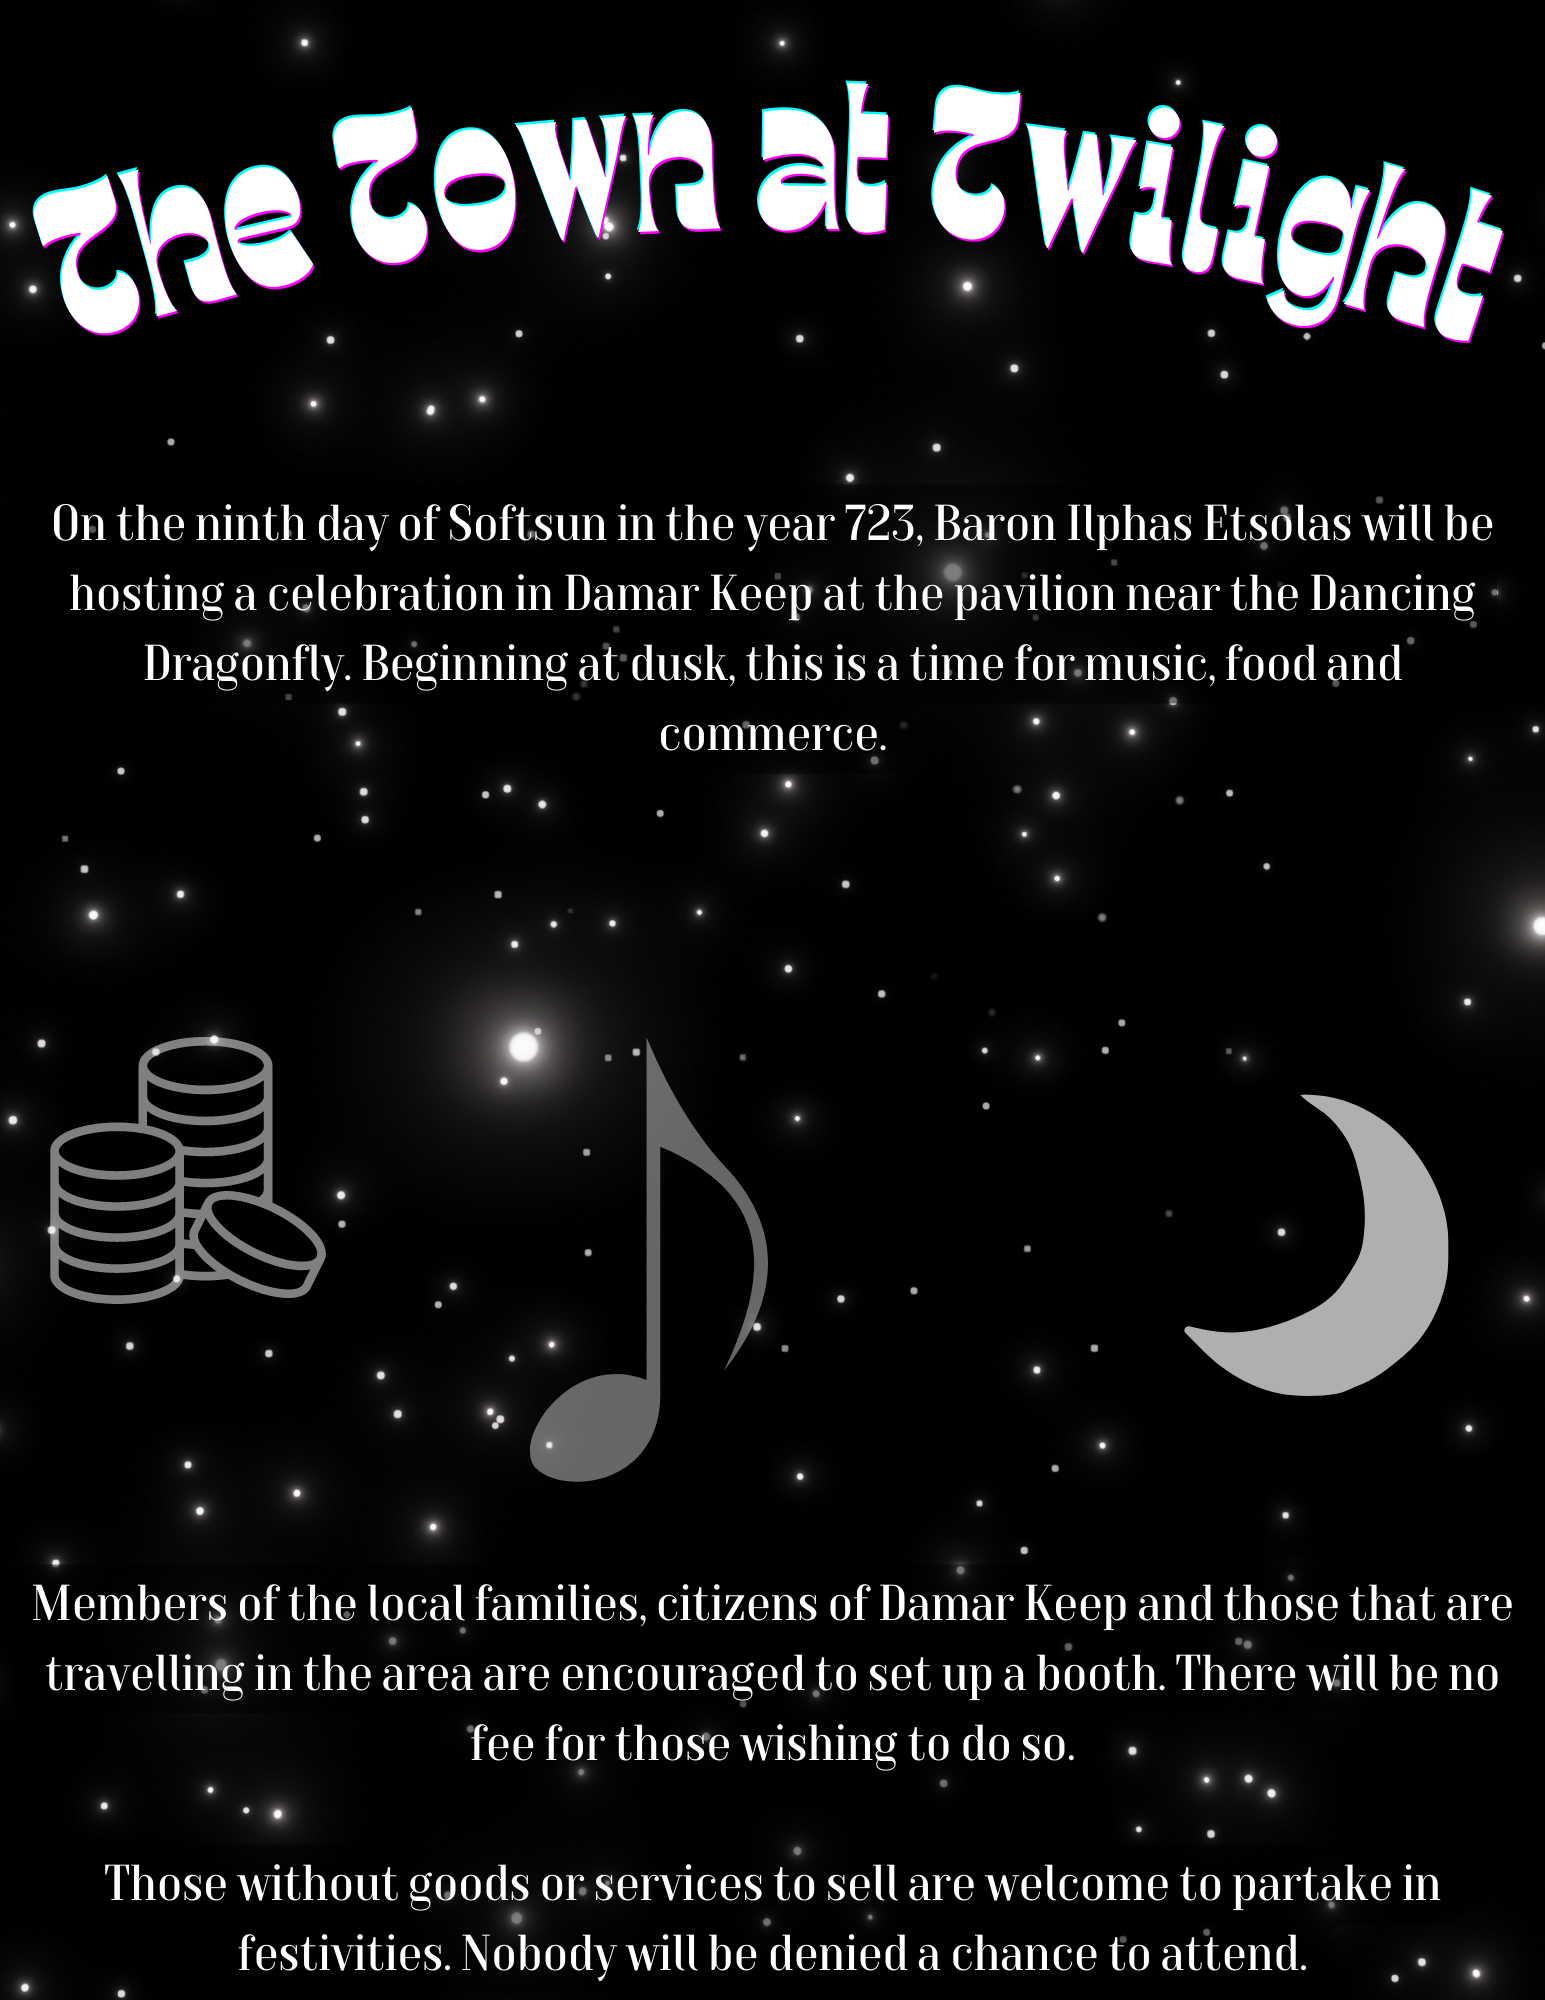 The Town at Twilight
On the ninth day of Softsun in the year 723, Baron Ilphas Etsolas will be
hosting a celebration in Damar Keep at the pavilion near the Dancing
Dragonfly. Beginning at dusk, this is a time for music, food and
commerce.
Members of the local families, citizens of Damar Keep and those that are
travelling in the area are encouraged to set up a booth. There will be no
fee for those wishing to do so.
Those without goods or services to sell are welcome to partake in
festivities. Nobody will be denied a chance to attend.